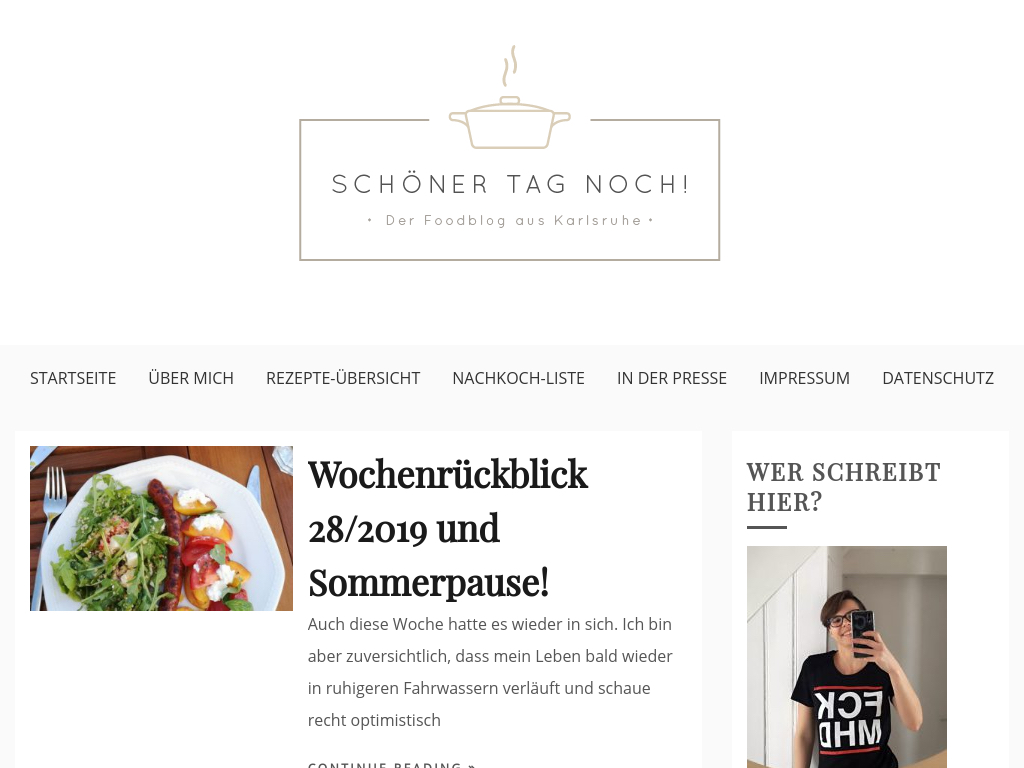 SCHÖNER TAG NOCH!
• Der Foodblog aus Karlsruhe •
STARTSEITE ÜBER MICH REZEPTE-ÜBERSICHT NACHKOCH-LISTE IN DER PRESSE IMPRESSUM DATENSCHUTZ
Wochenrückblick
28/2019 und
Sommerpause!
Auch diese Woche hatte es wieder in sich. Ich bin
aber zuversichtlich, dass mein Leben bald wieder
in ruhigeren Fahrwassern verläuft und schaue
recht optimistisch
CONTINUE READING »
WER SCHREIBT
HIER?
FCK
MHD